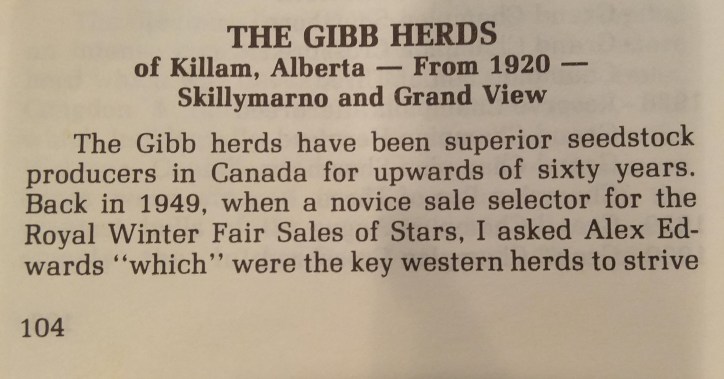 THE GIBB HERDS
of Killam, Alberta — From 1920 —
Skillymarno and Grand View
The Gibb herds have been superior seedstock
producers in Canada for upwards of sixty years.
Back in 1949, when a novice sale selector for the
Royal Winter Fair Sales of Stars, I asked Alex Ed-
wards "which" were the key western herds to strive
104